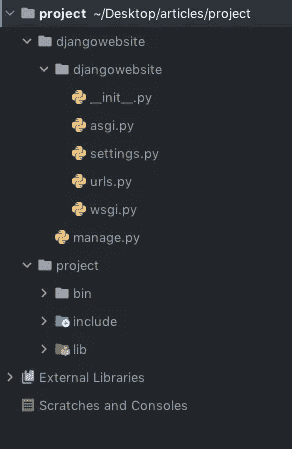 project ~/Desktop/articles/project
djangowebsite
djangowebsite
__init__.py
asgi.py
settings.py
urls.py
wsgi.py
manage.py
project
bin
include
lib
External Libraries
Scratches and Consoles